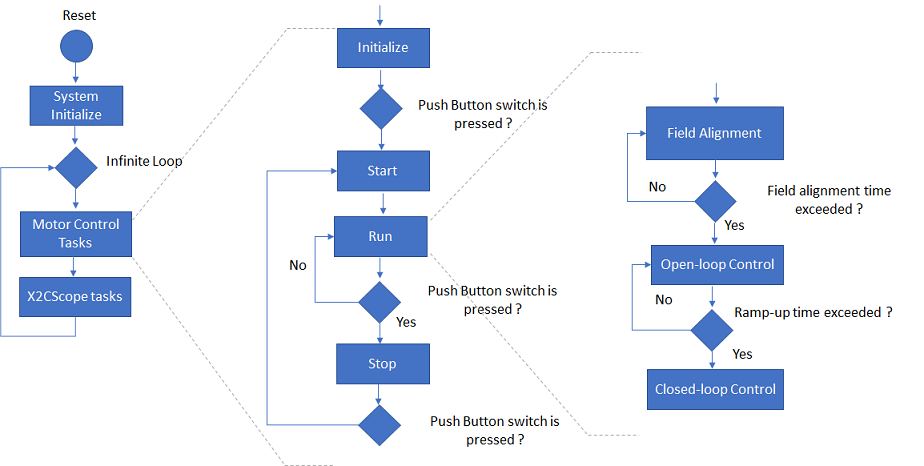 Reset
System
Initialize
Infinite Loop
Motor Control
Tasks
X2CScope tasks
Initialize
Push Button switch is
pressed ?
Start
Run
No
Push Button switch is
pressed ?
Yes
Stop
Push Button switch is
pressed ?
Field Alignment
No
Field alignment time
exceeded ?
Yes
Open-loop Control
No
Ramp-up time exceeded ?
Yes
Closed-loop Control